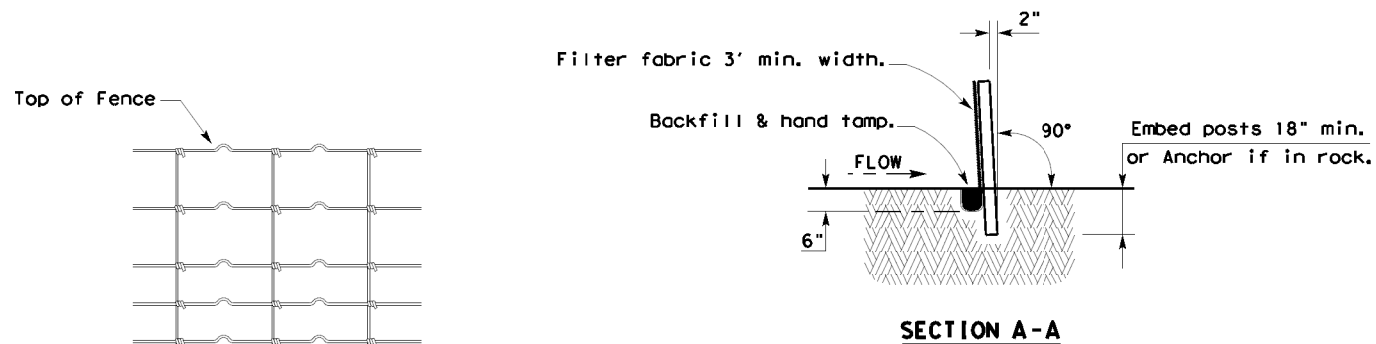 Top of Fence
2"
Filter fabric 3' min. width.
Backfill & hand tamp.
90°
Embed posts 18" min.
or Anchor if in rock.
FLOW
6"
SECTION A-A